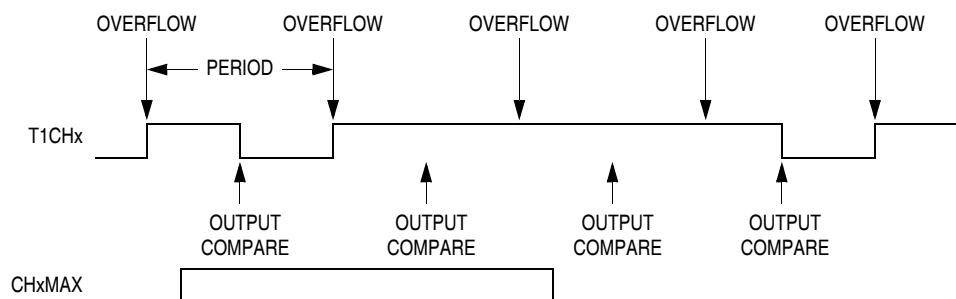 OVERFLOW OVERFLOW OVERFLOW OVERFLOW OVERFLOW
PERIOD
T1CHx
OUTPUT COMPARE
OUTPUT COMPARE
OUTPUT COMPARE
OUTPUT COMPARE
CHxMAX